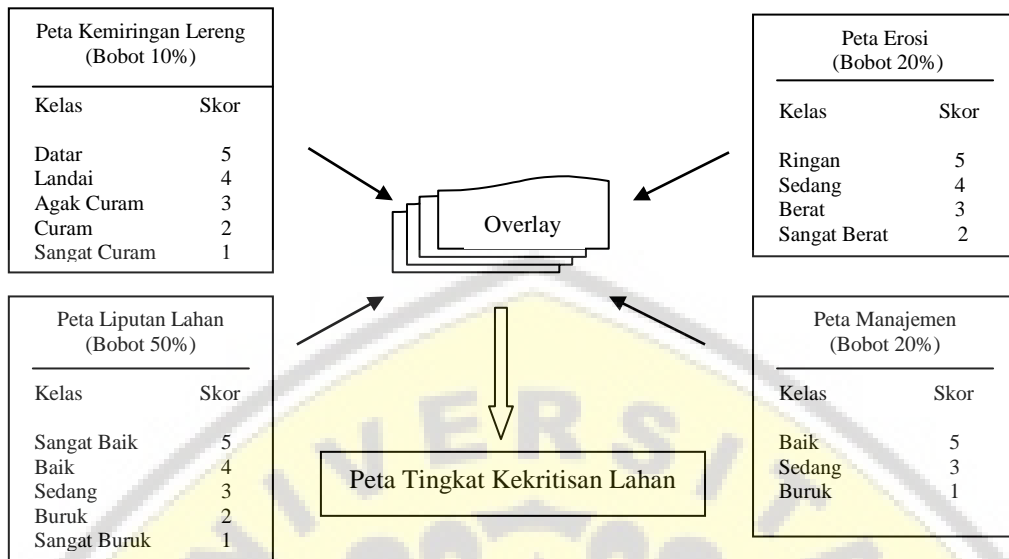 Peta Kemiringan Lereng
(Bobot 10%)
Kelas Skor
Datar 5
Landai 4
Agak Curam 3
Curam 2
Sangat Curam 1
Peta Erosi
(Bobot 20%)
Kelas Skor
Ringan 5
Sedang 4
Berat 3
Sangat Berat 2
Overlay
Peta Liputan Lahan
(Bobot 50%)
Kelas Skor
Sangat Baik 5
Baik 4
Sedang 3
Buruk 2
Sangat Buruk 1
Peta Manajemen
(Bobot 20%)
Kelas Skor
Baik 5
Sedang 3
Buruk 1
Peta Tingkat Kekritisan Lahan
IVERSIT